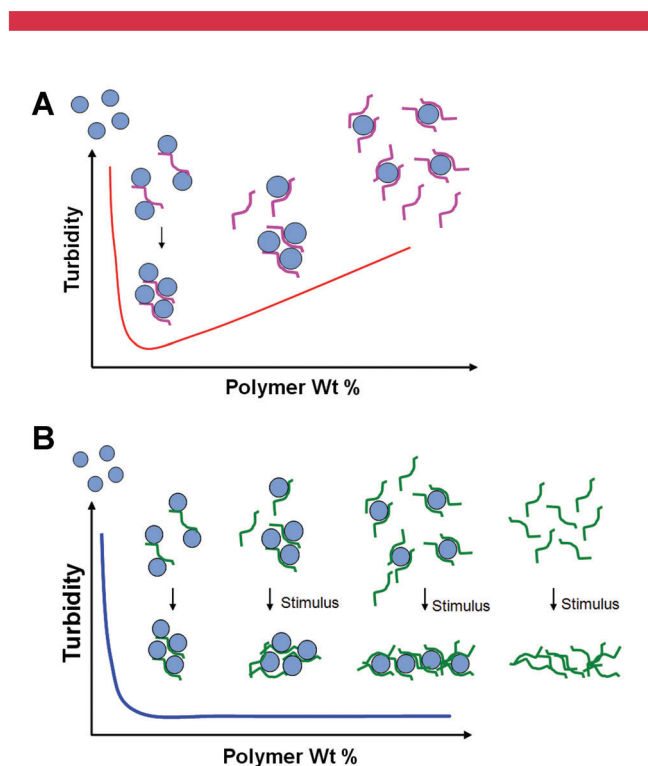 A
Turbidity
Polymer Wt %
B
Stimulus
Stimulus
Stimulus
Turbidity
Polymer Wt %